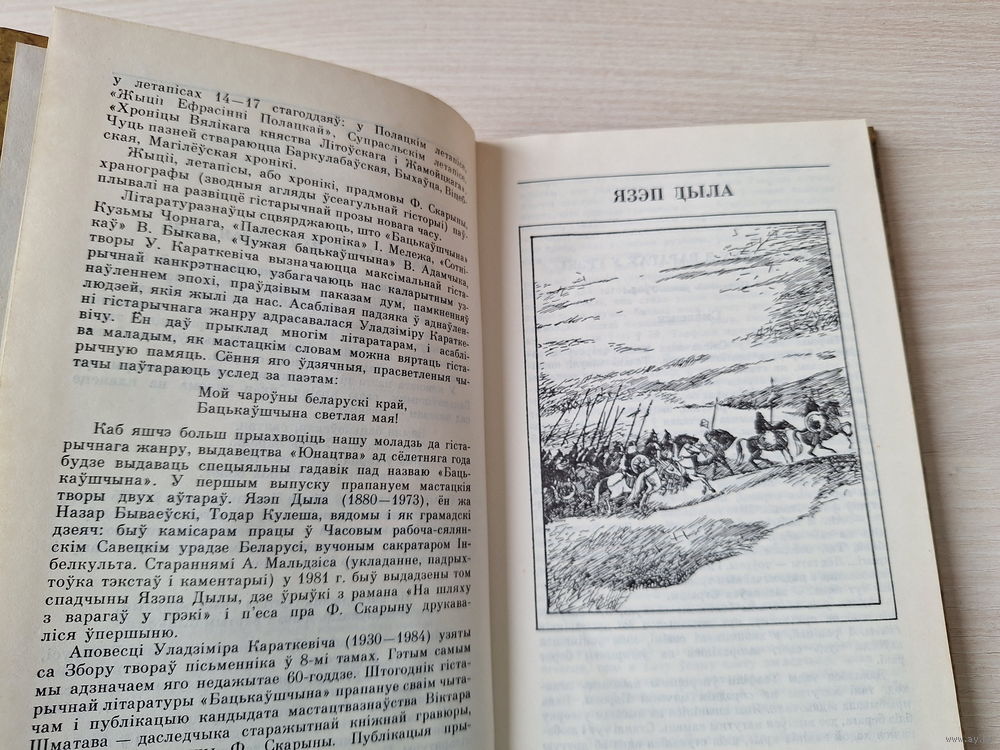 у летапісах 14—17 стагоддзяў: у Полацкім летапісе,
«Жыціі Ефрасінні Полацкай», Супрасльскім летапісе,
«Хроніцы Вялікага княства Літоўскага і Жамойцкага».
Чуць пазней ствараюцца Баркулабаўская, Быхаўца, Віцеб-
ская, Магілёўская хронікі.
Жыціі, летапісы, або хронікі, прадмовы Ф. Скарыны,
хранографы (зводныя агляды ўсеагульнай гісторыі) паў-
плывалі на развіццё гістарычнай прозы новага часу.
Літаратуразнаўцы сцвярджаюць, што «Бацькаўшчына»
Кузьмы Чорнага, «Палеская хроніка» І. Мележа, «Сотні-
каў» В. Быкава, «Чужая бацькаўшчына» В. Адамчыка,
творы У. Караткевіча вызначаюцца максімальнай гіста-
рычнай канкрэтнасцю, узбагачаюць нас каларытным уз-
наўленнем эпохі, праўдзівым паказам дум, памкненняў
людзей, якія жылі да нас. Асаблівая падзяка ў аднаўлен-
ні гістарычнага жанру адрасавалася Уладзіміру Каратке-
вічу. Ён даў прыклад многім літаратарам, і асаблі-
ва маладым, як мастацкім словам можна вяртаць гіста-
рычную памяць. Сёння яго ўдзячныя, прасветленыя чы-
тачы паўтараюць услед за паэтам:
Мой чароўны беларускі край,
Бацькаўшчына светлая мая!
Каб яшчэ больш прыахвоціць нашу моладзь да гіста-
рычнага жанру, выдавецтва «Юнацтва» ад сёлетняга года
будзе выдаваць спецыяльны гадавік пад назваю «Баць-
каўшчына». У першым выпуску прапануем мастацкія
творы двух аўтараў. Язэп Дыла (1880—1973), ён жа
Назар Бываеўскі, Тодар Кулеша, вядомы і як грамадскі
дзеяч: быў камісарам працы ў Часовым рабоча-сялян-
скім Савецкім урадзе Беларусі, вучоным сакратаром Ін-
белкульта. Стараннямі А. Мальдзіса (укладанне, падрых-
тоўка тэкстаў і каментарыі) у 1981 г. быў выдадзены том
спадчыны Язэпа Дылы, дзе ўрыўкі з рамана «На шляху
з варагаў у грэкі» і п'еса пра Ф. Скарыну друкава-
ліся ўпершыню.
Аповесці Уладзіміра Караткевіча (1930—1984) узяты
са Збору твораў пісьменніка ў 8-мі тамах. Гэтым самым
мы адзначаем яго недажытае 60-годдзе. Штогоднік гіста-
рычнай літаратуры «Бацькаўшчына» прапануе сваім чыта-
чам і публікацыю кандыдата мастацтвазнаўства Віктара
Шматава — даследчыка старажытнай кніжнай гравюры,
Ф. Скарыны. Публікацыя пры-
ЯЗЭП ДЫЛА